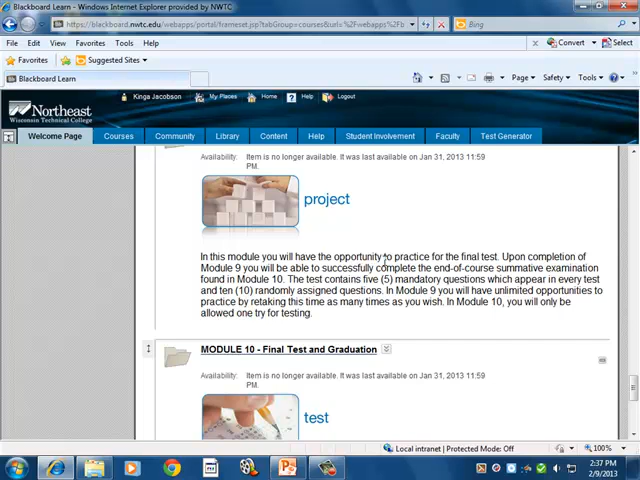 Blackboard Learn - Windows Internet Explorer provided by NWTC
https://blackboard.nwtc.edu/webapps/portal/frameset.jsp?tabGroup=courses&url=%2Fwebapps%2Fb
Bing
File Edit View Favorites Tools Help
Convert Select
Favorites Suggested Sites
Blackboard Learn
Page Safety Tools
Kinga Jacobson My Places Home Help Logout
Northeast
Wisconsin Technical College
Welcome Page Courses Community Library Content Help Student Involvement Faculty Test Generator
Availability: Item is no longer available. It was last available on Jan 31, 2013 11:59
PM.
project
In this module you will have the opportunity to practice for the final test. Upon completion of
Module 9 you will be able to successfully complete the end-of-course summative examination
found in Module 10. The test contains five (5) mandatory questions which appear in every test
and ten (10) randomly assigned questions. In Module 9 you will have unlimited opportunities to
practice by retaking this time as many times as you wish. In Module 10, you will only be
allowed one try for testing.
MODULE 10 - Final Test and Graduation
Availability: Item is no longer available. It was last available on Jan 31, 2013 11:59
PM.
test
Local intranet | Protected Mode: Off
100%
2:37 PM
2/9/2013